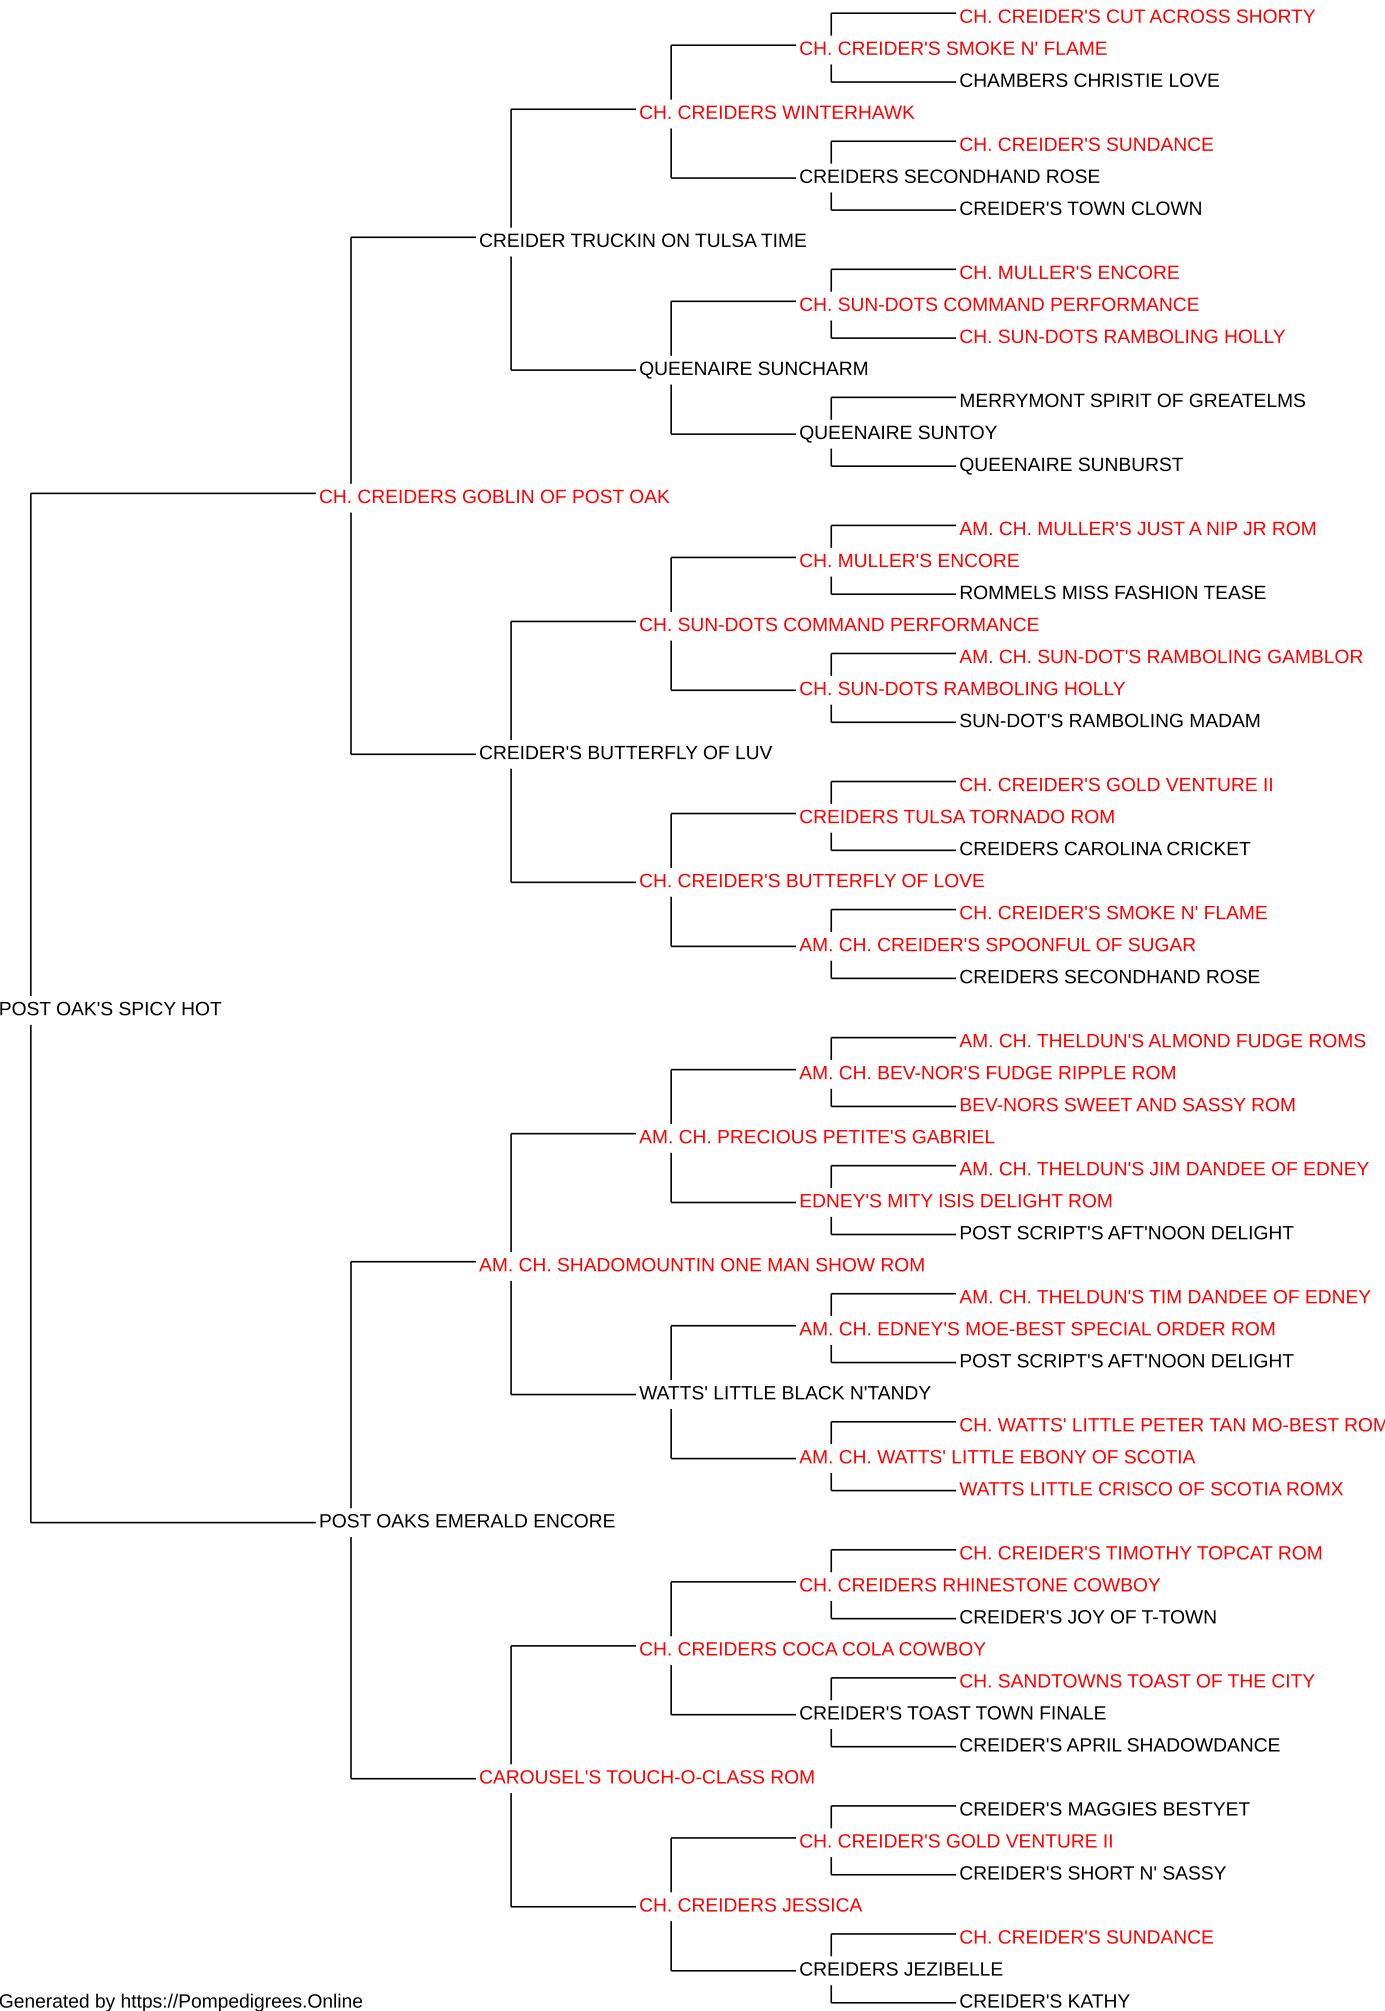 CH. CREIDER'S CUT ACROSS SHORTY
CH. CREIDER'S SMOKE N' FLAME
CHAMBERS CHRISTIE LOVE
CH. CREIDERS WINTERHAWK
CH. CREIDER'S SUNDANCE
CREIDERS SECONDHAND ROSE
CREIDER'S TOWN CLOWN
CREIDER TRUCKIN ON TULSA TIME
CH. MULLER'S ENCORE
CH. SUN-DOTS COMMAND PERFORMANCE
CH. SUN-DOTS RAMBOLING HOLLY
QUEENAIRE SUNCHARM
MERRYMONT SPIRIT OF GREATELMS
QUEENAIRE SUNTOY
QUEENAIRE SUNBURST
CH. CREIDERS GOBLIN OF POST OAK
AM. CH. MULLER'S JUST A NIP JR ROM
CH. MULLER'S ENCORE
ROMMELS MISS FASHION TEASE
CH. SUN-DOTS COMMAND PERFORMANCE
AM. CH. SUN-DOT'S RAMBOLING GAMBLOR
CH. SUN-DOTS RAMBOLING HOLLY
SUN-DOT'S RAMBOLING MADAM
CREIDER'S BUTTERFLY OF LUV
CH. CREIDER'S GOLD VENTURE II
CREIDERS TULSA TORNADO ROM
CREIDERS CAROLINA CRICKET
CH. CREIDER'S BUTTERFLY OF LOVE
CH. CREIDER'S SMOKE N' FLAME
AM. CH. CREIDER'S SPOONFUL OF SUGAR
CREIDERS SECONDHAND ROSE
POST OAK'S SPICY HOT
AM. CH. THELDUN'S ALMOND FUDGE ROMS
AM. CH. BEV-NOR'S FUDGE RIPPLE ROM
BEV-NORS SWEET AND SASSY ROM
AM. CH. PRECIOUS PETITE'S GABRIEL
AM. CH. THELDUN'S JIM DANDEE OF EDNEY
EDNEY'S MITY ISIS DELIGHT ROM
POST SCRIPT'S AFT'NOON DELIGHT
AM. CH. SHADOMOUNTIN ONE MAN SHOW ROM
AM. CH. THELDUN'S TIM DANDEE OF EDNEY
AM. CH. EDNEY'S MOE-BEST SPECIAL ORDER ROM
POST SCRIPT'S AFT'NOON DELIGHT
WATTS' LITTLE BLACK N'TANDY
CH. WATTS' LITTLE PETER TAN MO-BEST ROM
AM. CH. WATTS' LITTLE EBONY OF SCOTIA
WATTS LITTLE CRISCO OF SCOTIA ROMX
POST OAKS EMERALD ENCORE
CH. CREIDER'S TIMOTHY TOPCAT ROM
CH. CREIDERS RHINESTONE COWBOY
CREIDER'S JOY OF T-TOWN
CH. CREIDERS COCA COLA COWBOY
CH. SANDTOWNS TOAST OF THE CITY
CREIDER'S TOAST TOWN FINALE
CREIDER'S APRIL SHADOWDANCE
CAROUSEL'S TOUCH-O-CLASS ROM
CREIDER'S MAGGIES BESTYET
CH. CREIDER'S GOLD VENTURE II
CREIDER'S SHORT N' SASSY
CH. CREIDERS JESSICA
CH. CREIDER'S SUNDANCE
CREIDERS JEZIBELLE
CREIDER'S KATHY
Generated by https://Pompedigrees.Online